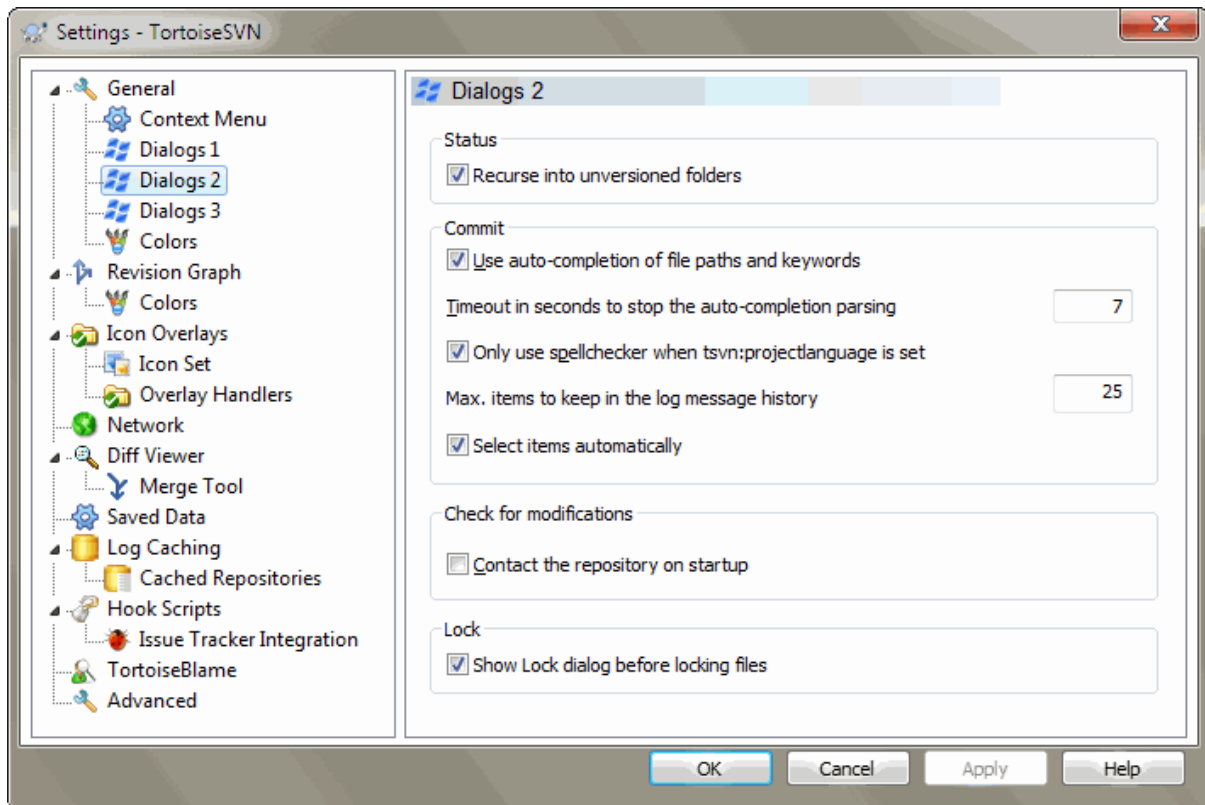 Settings - TortoiseSVN
General
Context Menu
Dialogs 1
Dialogs 2
Dialogs 3
Colors
Revision Graph
Colors
Icon Overlays
Icon Set
Overlay Handlers
Network
Diff Viewer
Merge Tool
Saved Data
Log Caching
Cached Repositories
Hook Scripts
Issue Tracker Integration
TortoiseBlame
Advanced
Dialogs 2
Status
Recurse into unversioned folders
Commit
Use auto-completion of file paths and keywords
Timeout in seconds to stop the auto-completion parsing 7
Only use spellchecker when tsvn:projectlanguage is set
Max. items to keep in the log message history 25
Select items automatically
Check for modifications
Contact the repository on startup
Lock
Show Lock dialog before locking files
OK Cancel Apply Help